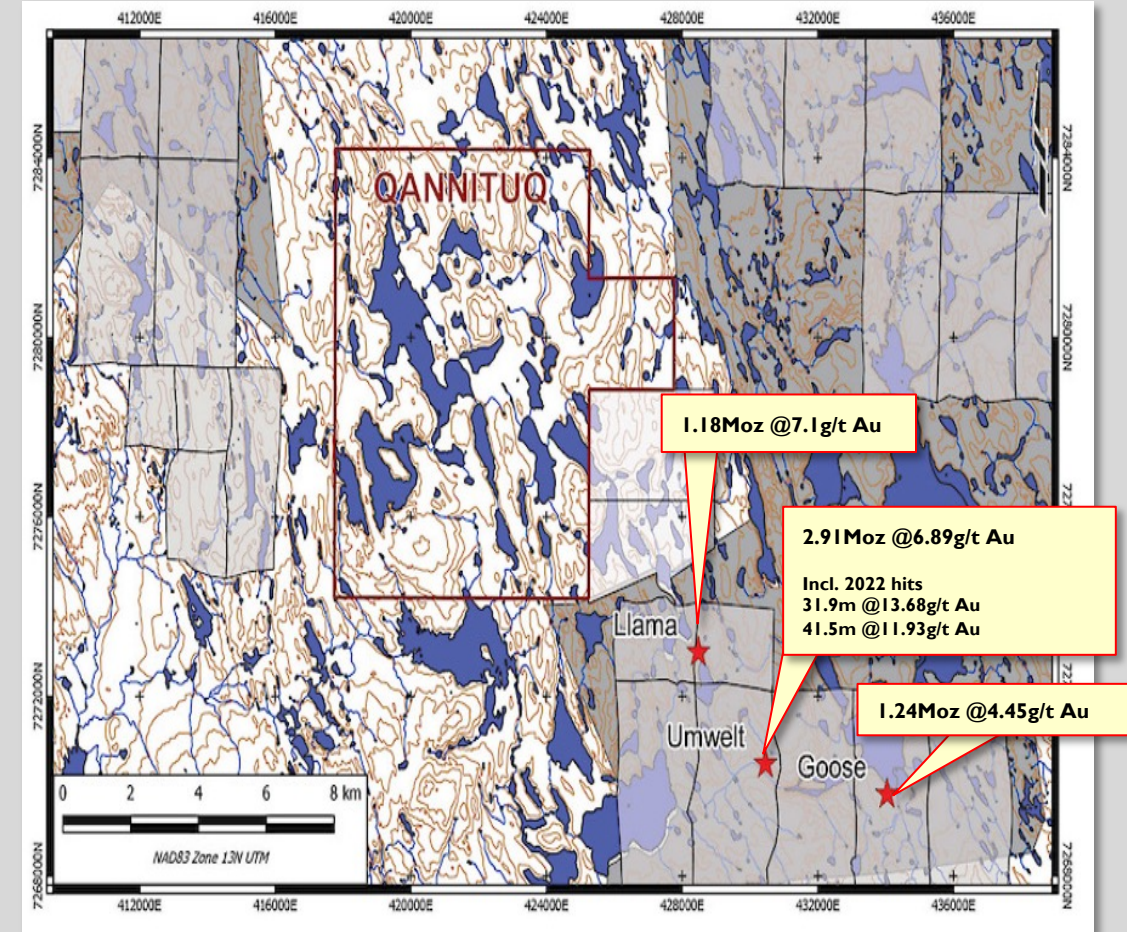 412000E 416000E 420000E 424000E 428000E 432000E 436000E
7284000N
7284000N
QANNITUQ
7280000N
7280000N
1.18Moz @7.1g/t Au
7276000N
2.91Moz @6.89g/t Au
Incl. 2022 hits
31.9m @13.68g/t Au
41.5m @11.93g/t Au
Llama
7272000N
1.24Moz @4.45g/t Au
Umwelt
Goose
0 2 4 6 8 km
NAD83 Zone 13N UTM
7268000N
7268000N
412000E 416000E 420000E 424000E 428000E 432000E 436000E